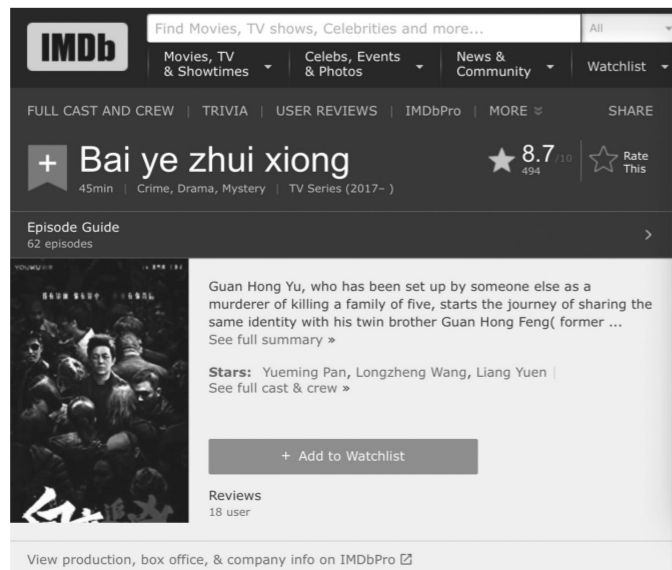 IMDb
Find Movies, TV shows, Celebrities and more...
All
Movies, TV
& Showtimes
Celebs, Events
& Photos
News &
Community
Watchlist
FULL CAST AND CREW | TRIVIA | USER REVIEWS | IMDbPro | MORE
SHARE
+ Bai ye zhui xiong
8.7/10
494
Rate
This
45min | Crime, Drama, Mystery | TV Series (2017– )
Episode Guide
62 episodes
Guan Hong Yu, who has been set up by someone else as a
murderer of killing a family of five, starts the journey of sharing the
same identity with his twin brother Guan Hong Feng( former ...
See full summary »
Stars: Yueming Pan, Longzheng Wang, Liang Yuen |
See full cast & crew »
+ Add to Watchlist
Reviews
18 user
View production, box office, & company info on IMDbPro